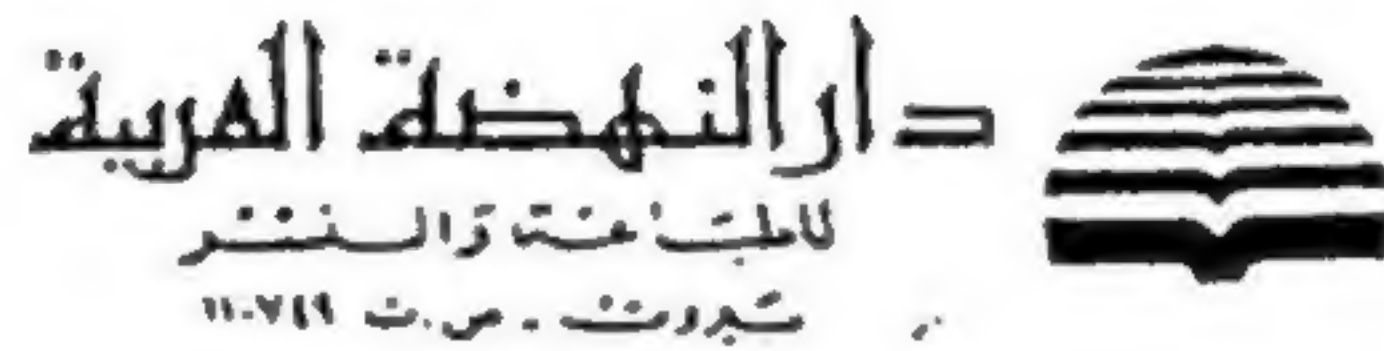 دار النهضة العربية
للطباعة والنشر
بيروت - ص.ب ١١-٧٤٩